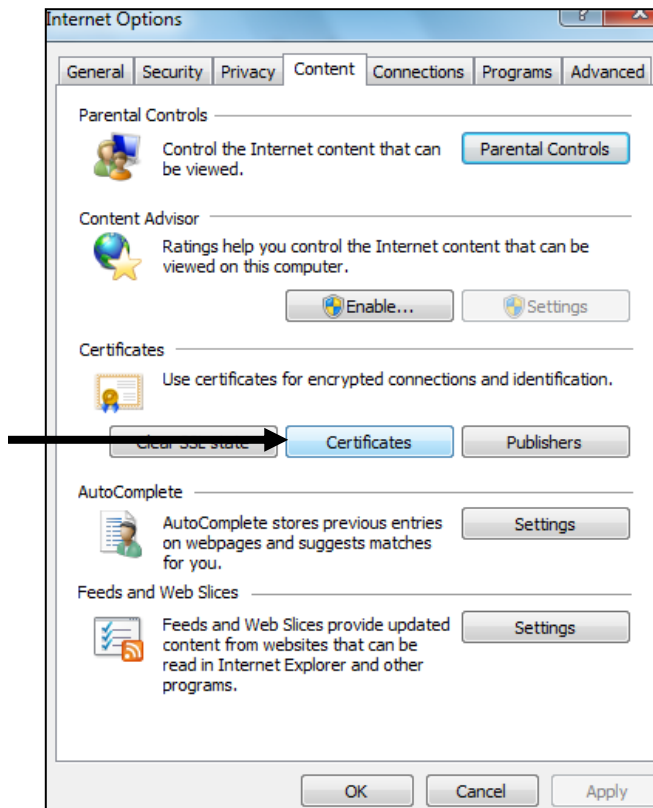 Internet Options
?
General Security Privacy Content Connections Programs Advanced
Parental Controls
Control the Internet content that can
be viewed.
Parental Controls
Content Advisor
Ratings help you control the Internet content that can be
viewed on this computer.
Enable... Settings
Certificates
Use certificates for encrypted connections and identification.
Clear SSL state Certificates Publishers
AutoComplete
AutoComplete stores previous entries
on webpages and suggests matches
for you.
Settings
Feeds and Web Slices
Feeds and Web Slices provide updated
content from websites that can be
read in Internet Explorer and other
programs.
Settings
OK Cancel Apply